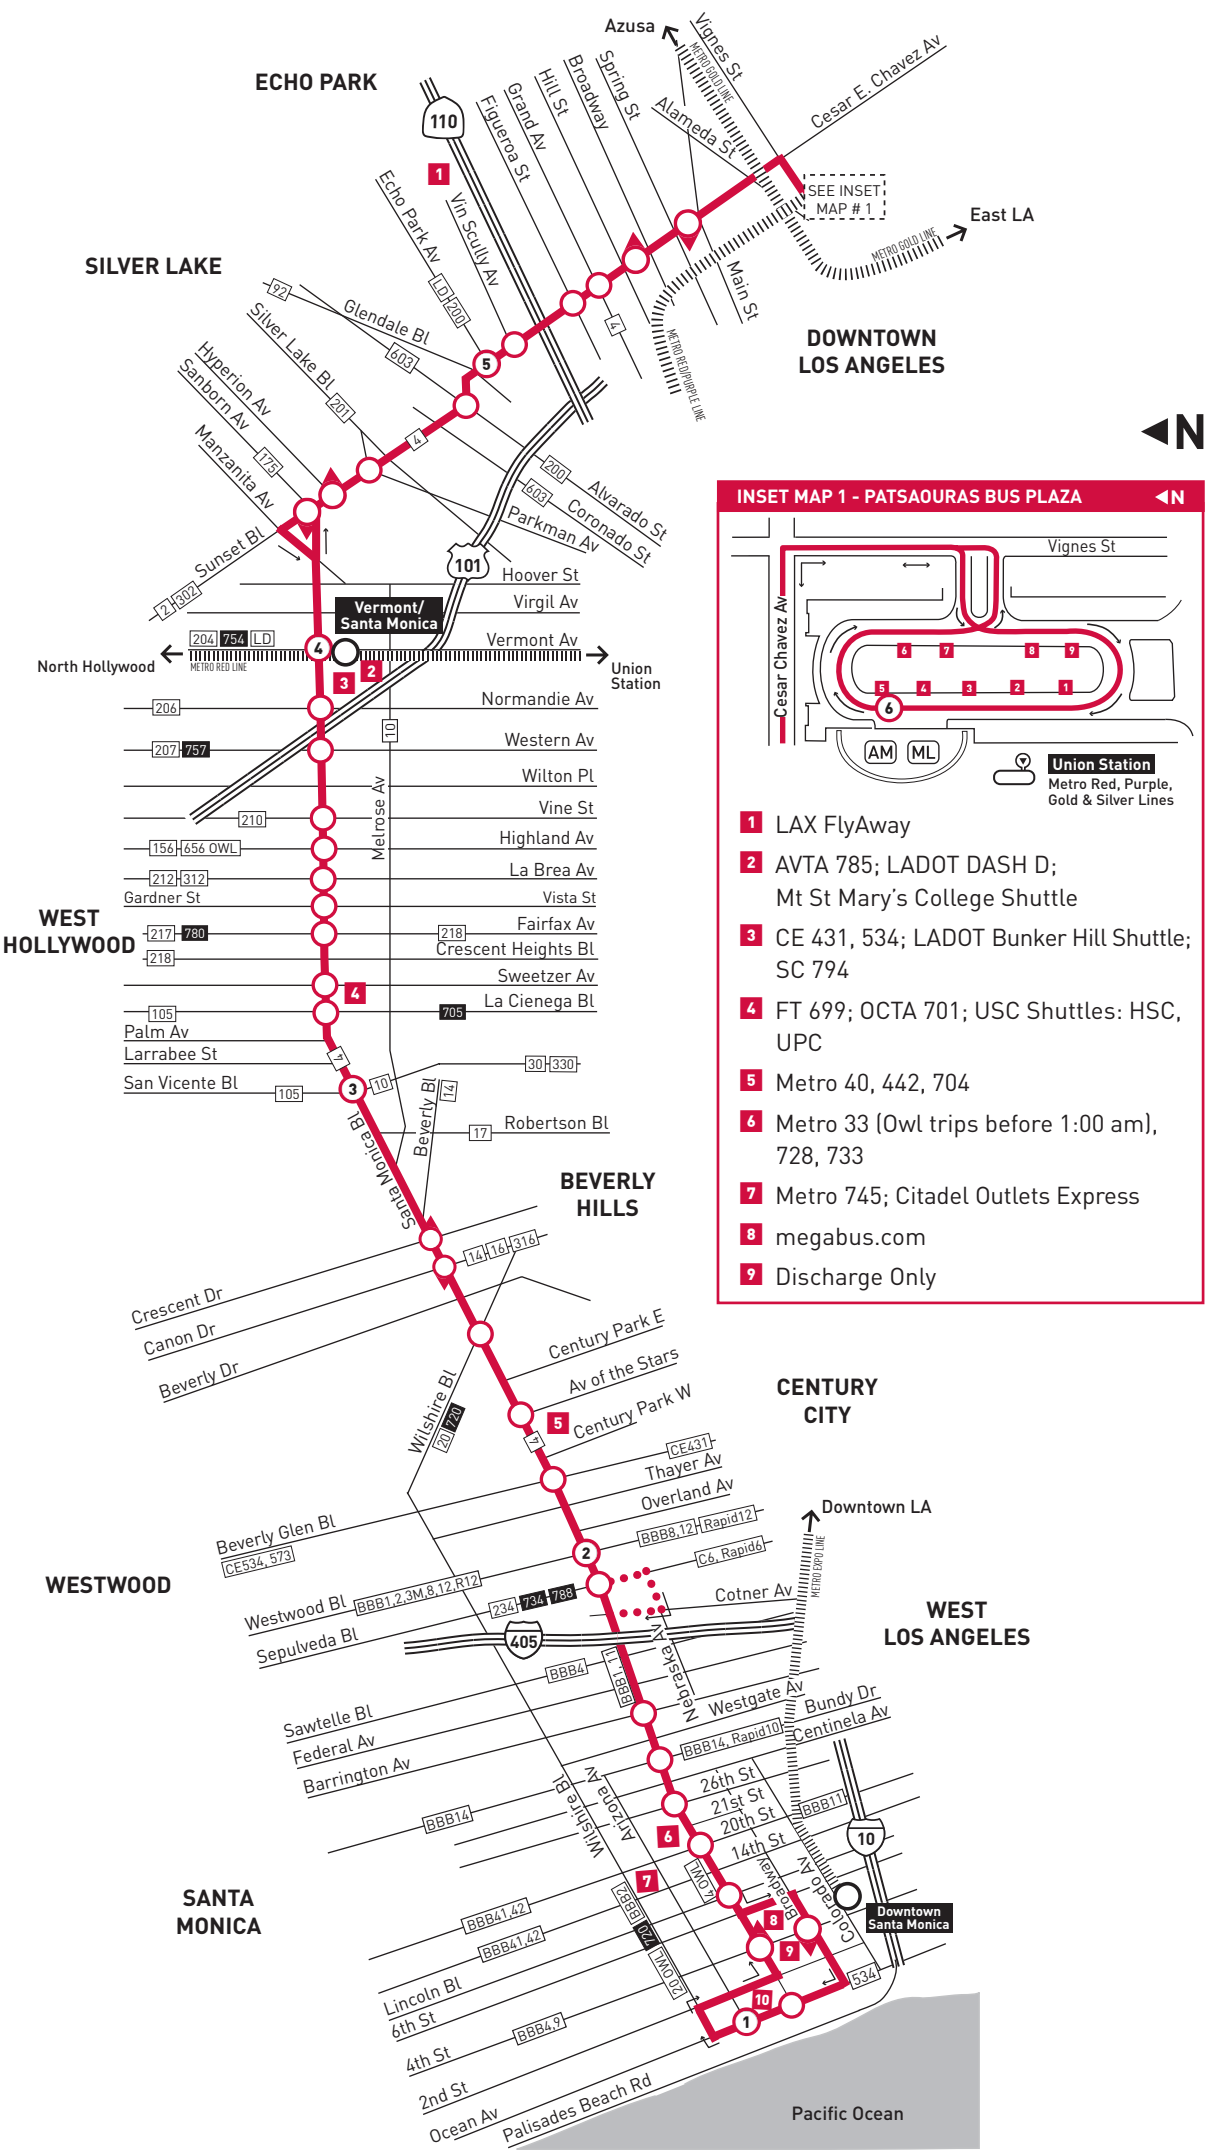 Azusa
METRO GOLD LINE
Vignes St
Cesar E. Chavez Av
ECHO PARK
110
Figueroa St
Grand Av
Hill St
Broadway
Spring St
Alameda St
1
Echo Park Av
Vin Scully Av
SEE INSET
MAP # 1
East LA
METRO GOLD LINE
Main St
SILVER LAKE
92
Glendale Bl
LD
200
603
Silver Lake Bl
201
4
METRO RED/PURPLE LINE
DOWNTOWN
LOS ANGELES
5
Hyperion Av
Sanborn Av
175
Manzanita Av
4
200
Alvarado St
603
Coronado St
Parkman Av
N
Sunset Bl
2
302
101
Hoover St
Virgil Av
Vermont/
Santa Monica
204
754
LD
METRO RED LINE
North Hollywood
4
Vermont Av
Union
Station
2
3
206
Normandie Av
207
757
10
Western Av
Wilton Pl
Melrose Av
210
Vine St
156
656 OWL
Highland Av
212
312
La Brea Av
Gardner St
Vista St
WEST
HOLLYWOOD
217
780
218
Fairfax Av
218
Crescent Heights Bl
Sweetzer Av
4
105
705
La Cienega Bl
Palm Av
Larrabee St
4
San Vicente Bl
105
3
10
30
330
Santa Monica Bl
Beverly Bl
14
17
Robertson Bl
BEVERLY
HILLS
14
16
316
Crescent Dr
Canon Dr
Beverly Dr
Wilshire Bl
20
720
Century Park E
Av of the Stars
Century Park W
CENTURY
CITY
5
4
CE431
Thayer Av
Overland Av
Beverly Glen Bl
CE534, 573
BBB8,12
Rapid12
C6, Rapid6
2
WESTWOOD
Westwood Bl
BBB1,2,3M,8,12,R12
Sepulveda Bl
234
734
788
Cotner Av
405
Downtown LA
METRO EXPO LINE
WEST
LOS ANGELES
BBB4
BBB1, 11
Nebraska Av
Sawtelle Bl
Federal Av
Barrington Av
Westgate Av
Bundy Dr
Centinela Av
BBB14, Rapid10
BBB14
Wilshire Bl
Arizona Av
26th St
21st St
20th St
14th St
BBB11
10
6
7
4 OWL
Broadway
Colorado Av
SANTA
MONICA
BBB41,42
BBB41,42
BBB2
720
20 OWL
8
9
Downtown
Santa Monica
534
10
1
Lincoln Bl
6th St
BBB4,9
4th St
2nd St
Ocean Av
Palisades Beach Rd
Pacific Ocean
INSET MAP 1 - PATSAOURAS BUS PLAZA
N
Vignes St
Cesar Chavez Av
6
7
8
9
5
4
3
2
1
6
AM
ML
Union Station
Metro Red, Purple,
Gold & Silver Lines
1 LAX FlyAway
2 AVTA 785; LADOT DASH D;
Mt St Mary’s College Shuttle
3 CE 431, 534; LADOT Bunker Hill Shuttle;
SC 794
4 FT 699; OCTA 701; USC Shuttles: HSC,
UPC
5 Metro 40, 442, 704
6 Metro 33 (Owl trips before 1:00 am),
728, 733
7 Metro 745; Citadel Outlets Express
8 megabus.com
9 Discharge Only